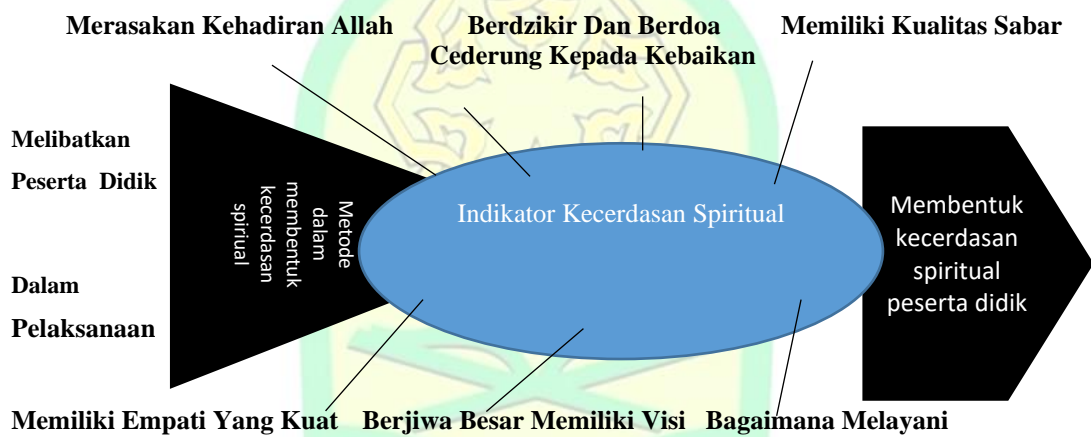 Merasakan Kehadiran Allah
Berdzikir Dan Berdoa
Cederung Kepada Kebaikan
Memiliki Kualitas Sabar
Melibatkan
Peserta Didik
Dalam
Pelaksanaan
Metode
dalam
membentuk
kecerdasan
spiriual
Indikator Kecerdasan Spiritual
Membentuk
kecerdasan
spiritual
peserta didik
Memiliki Empati Yang Kuat
Berjiwa Besar Memiliki Visi
Bagaimana Melayani